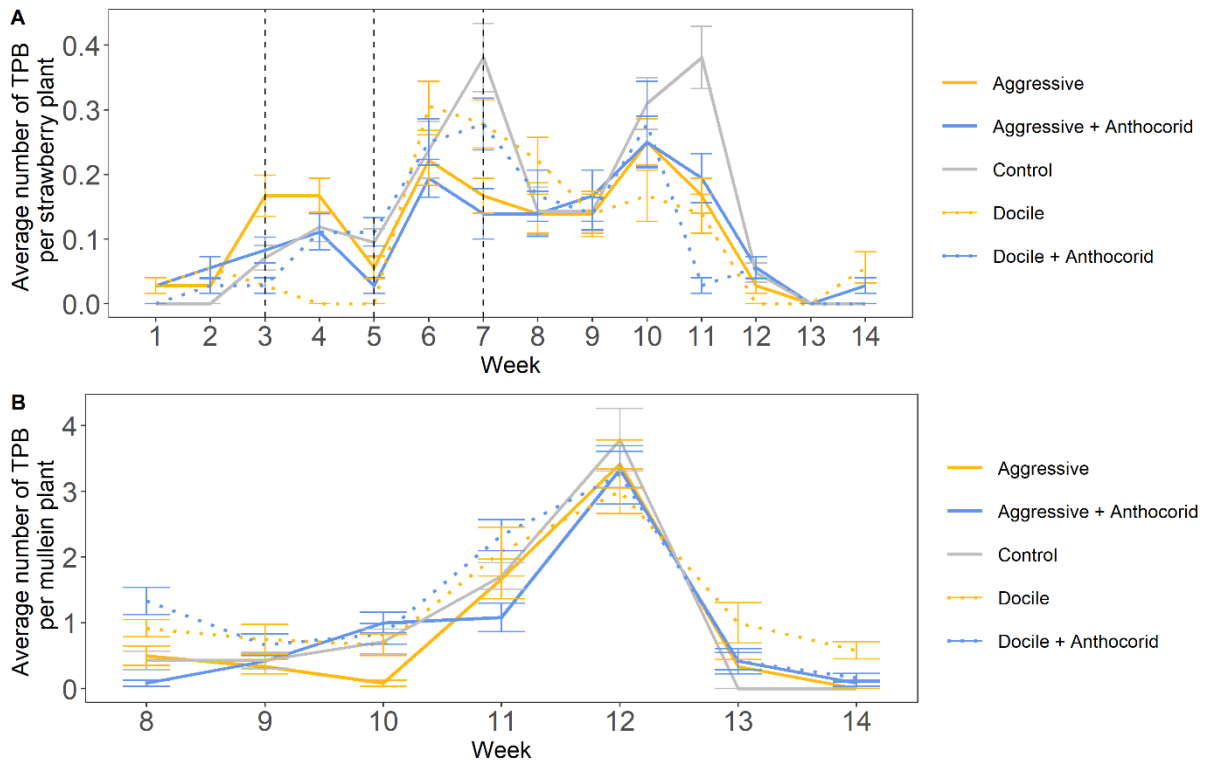 A
Average number of TPB
per strawberry plant
0.4
0.3
0.2
0.1
0.0
1 2 3 4 5 6 7 8 9 10 11 12 13 14
Week
Aggressive
Aggressive + Anthocorid
Control
Docile
Docile + Anthocorid
B
Average number of TPB
per mullein plant
4
3
2
1
0
8 9 10 11 12 13 14
Week
Aggressive
Aggressive + Anthocorid
Control
Docile
Docile + Anthocorid